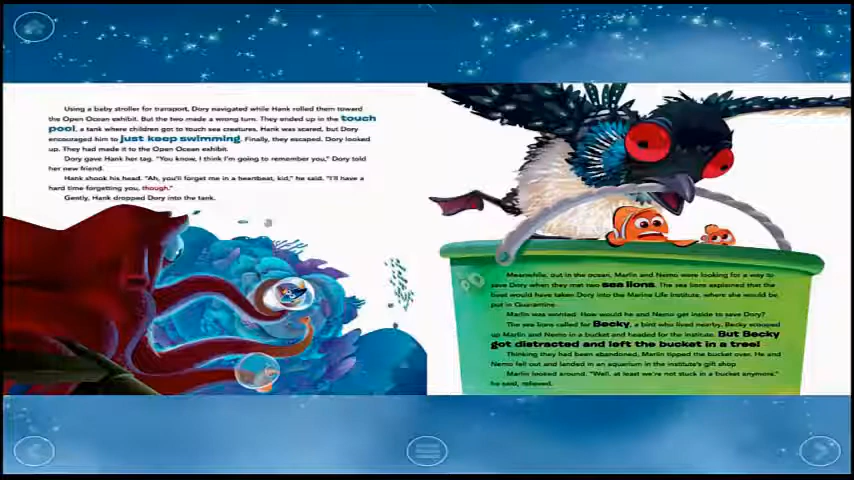 Using a baby stroller for transport, Dory navigated while Hank rolled them toward
the Open Ocean exhibit. But the two made a wrong turn. They ended up in the touch
pool, a tank where children got to touch sea creatures. Hank was scared, but Dory
encouraged him to just keep swimming. Finally, they escaped. Dory looked
up. They had made it to the Open Ocean exhibit.
Dory gave Hank her tag. "You know, I think I'm going to remember you," Dory told
her new friend.
Hank shook his head. "Ah, you'll forget me in a heartbeat, kid," he said. "I'll have a
hard time forgetting you, though."
Gently, Hank dropped Dory into the tank.
Meanwhile, out in the ocean, Marlin and Nemo were looking for a way to
save Dory when they met two sea lions. The sea lions explained that the
boat would have taken Dory into the Marine Life Institute, where she would be
put in Quarantine.
Marlin was worried. How would he and Nemo get inside to save Dory?
The sea lions called for Becky, a bird who lived nearby. Becky scooped
up Marlin and Nemo in a bucket and headed for the institute. But Becky
got distracted and left the bucket in a tree!
Thinking they had been abandoned, Marlin tipped the bucket over. He and
Nemo fell out and landed in an aquarium in the institute's gift shop.
Marlin looked around. "Well, at least we're not stuck in a bucket anymore,"
he said, relieved.